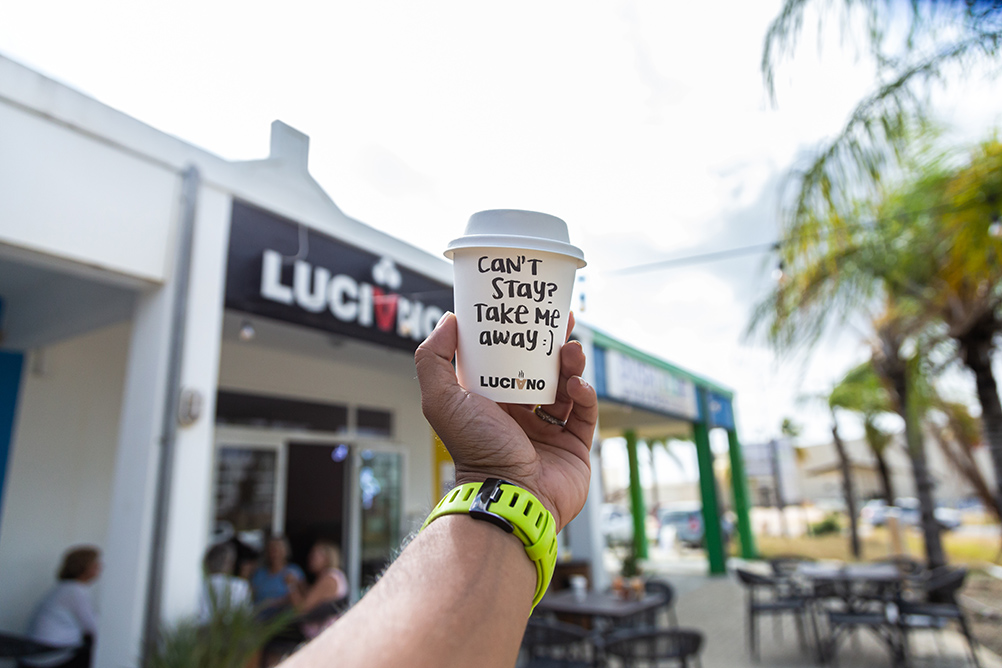 LUCIANO
CAN'T
STAY?
TAKE ME
AWAY :)
LUCIANO